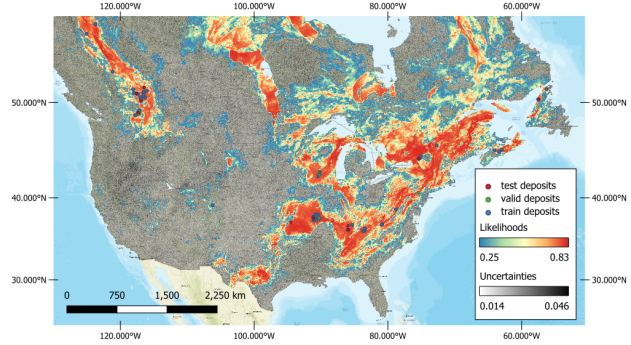 120.000°W 100.000°W 80.000°W 60.000°W
50.000°N 50.000°N
40.000°N 40.000°N
30.000°N 30.000°N
test deposits
valid deposits
train deposits
Likelihoods
0.25 0.83
Uncertainties
0.014 0.046
0 750 1,500 2,250 km
120.000°W 100.000°W 80.000°W 60.000°W